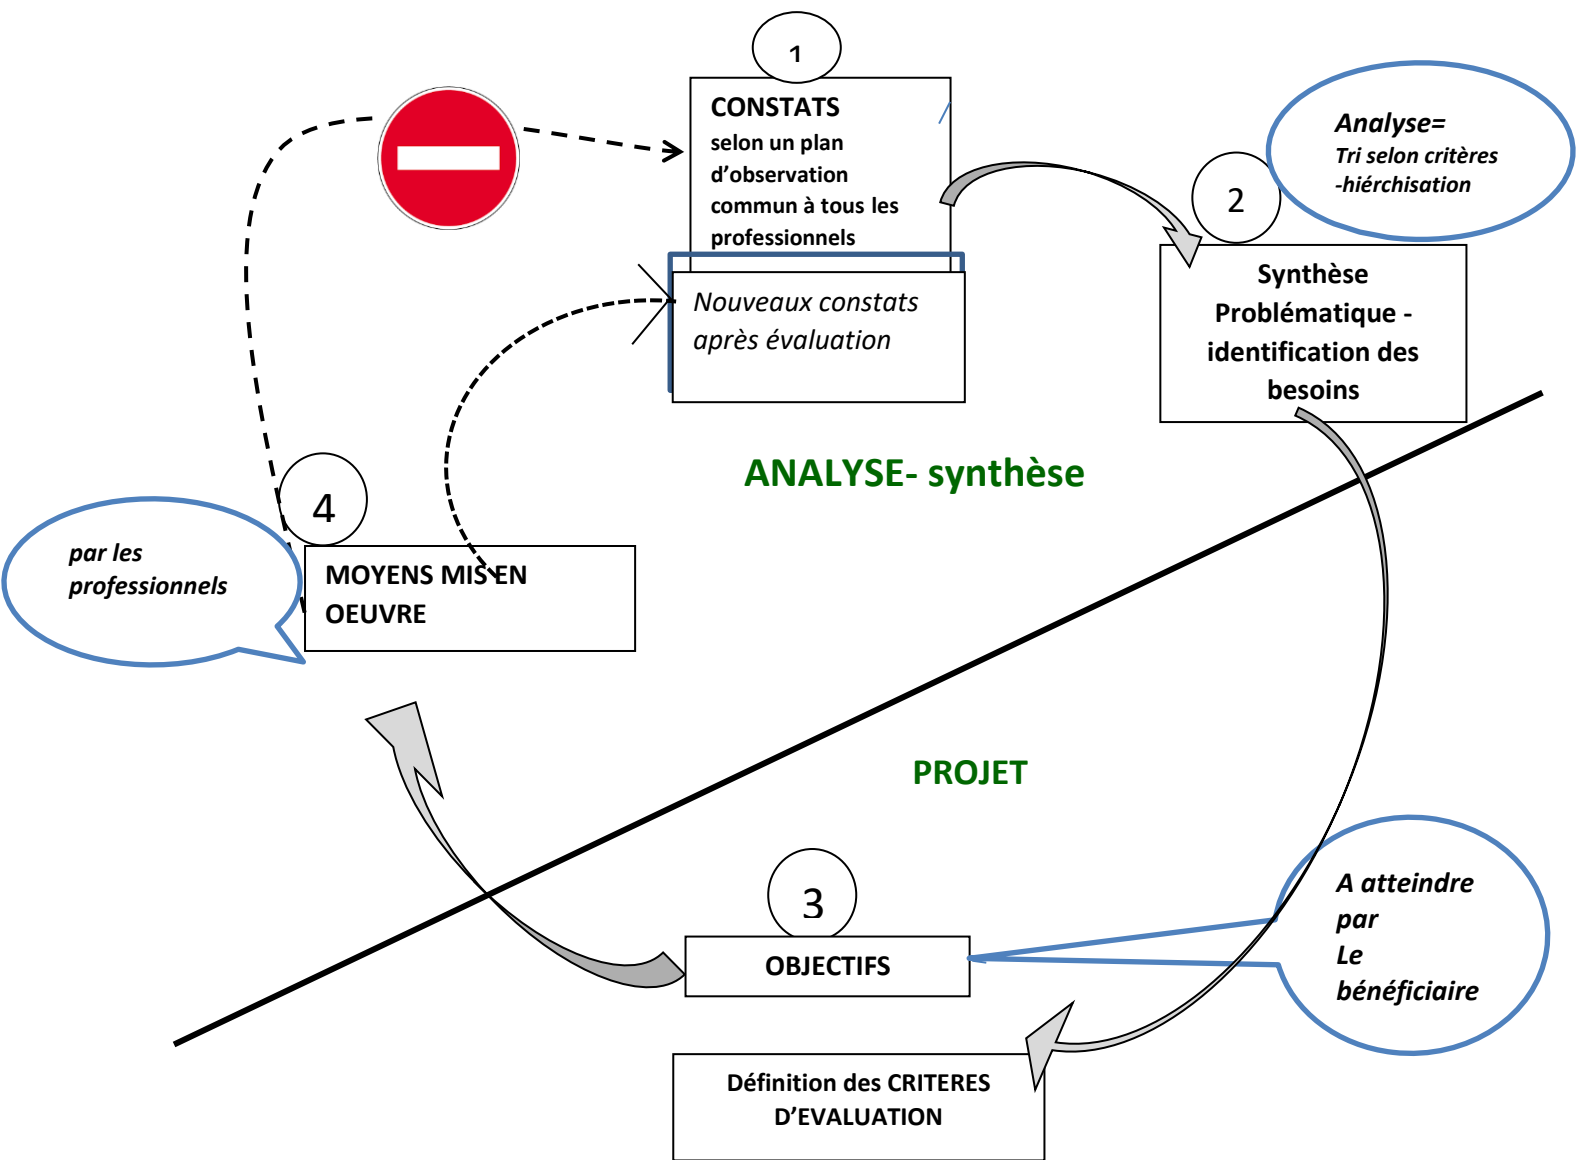 1
CONSTATS
selon un plan
d’observation
commun à tous les
professionnels
Nouveaux constats
après évaluation
2
Analyse=
Tri selon critères
-hiérchisation
Synthèse
Problématique -
identification des
besoins
ANALYSE- synthèse
4
par les
professionnels
MOYENS MIS EN
OEUVRE
PROJET
3
OBJECTIFS
A atteindre
par
Le
bénéficiaire
Définition des CRITERES
D’EVALUATION